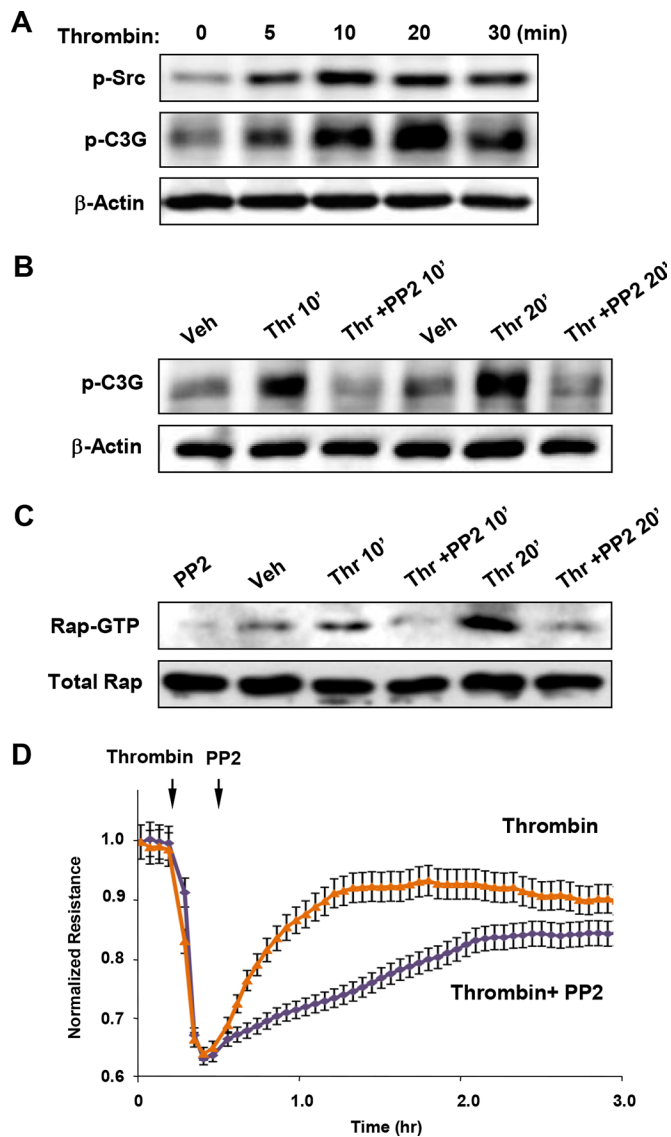 A
Thrombin: 0 5 10 20 30 (min)
p-Src
p-C3G
β-Actin
B
Veh Thr 10’ Thr +PP2 10’ Veh Thr 20’ Thr +PP2 20’
p-C3G
β-Actin
C
PP2 Veh Thr 10’ Thr +PP2 10’ Thr 20’ Thr +PP2 20’
Rap-GTP
Total Rap
D
Thrombin PP2
Thrombin
Thrombin+ PP2
Normalized Resistance
1.0
0.9
0.8
0.7
0.6
0 1.0 2.0 3.0
Time (hr)